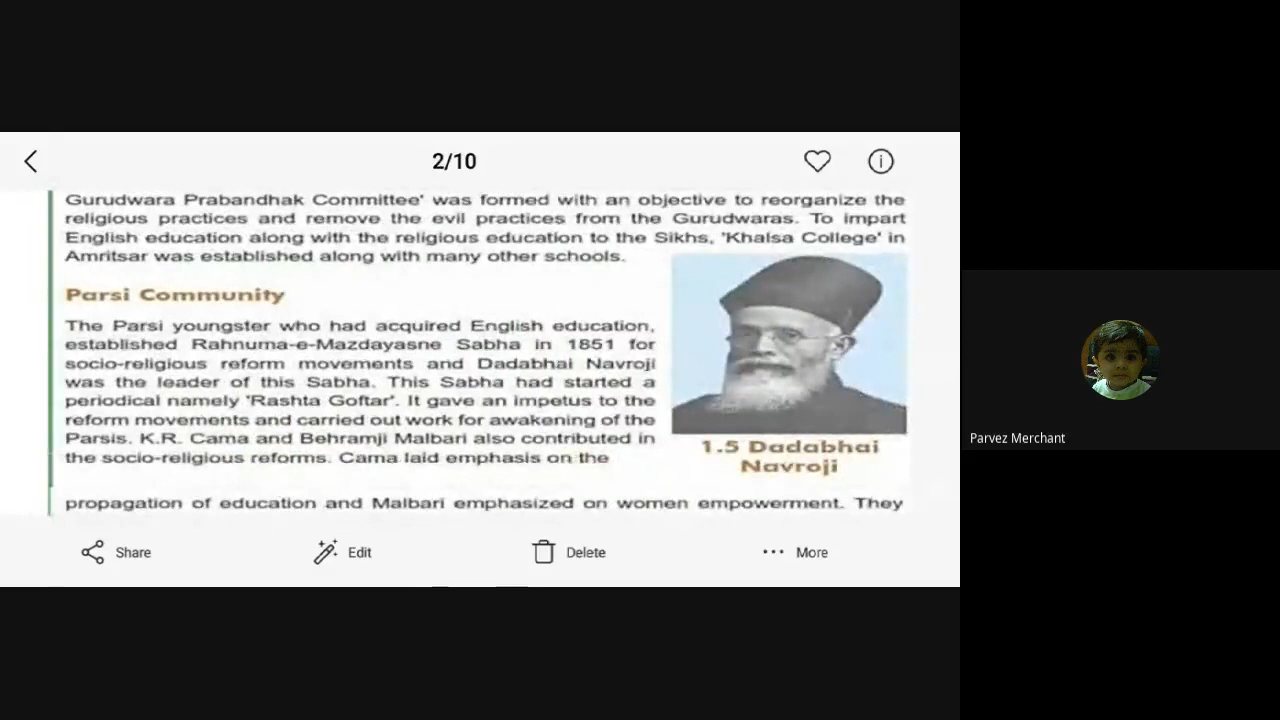 2/10
Gurudwara Prabandhak Committee' was formed with an objective to reorganize the
religious practices and remove the evil practices from the Gurudwaras. To impart
English education along with the religious education to the Sikhs, 'Khalsa College' in
Amritsar was established along with many other schools.
Parsi Community
The Parsi youngster who had acquired English education,
established Rahnuma-e-Mazdayasne Sabha in 1851 for
socio-religious reform movements and Dadabhai Navroji
was the leader of this Sabha. This Sabha had started a
periodical namely 'Rashta Goftar'. It gave an impetus to the
reform movements and carried out work for awakening of the
Parsis. K.R. Cama and Behramji Malbari also contributed in
the socio-religious reforms. Cama laid emphasis on the
1.5 Dadabhai
Navroji
propagation of education and Malbari emphasized on women empowerment. They
Share
Edit
Delete
More
Parvez Merchant